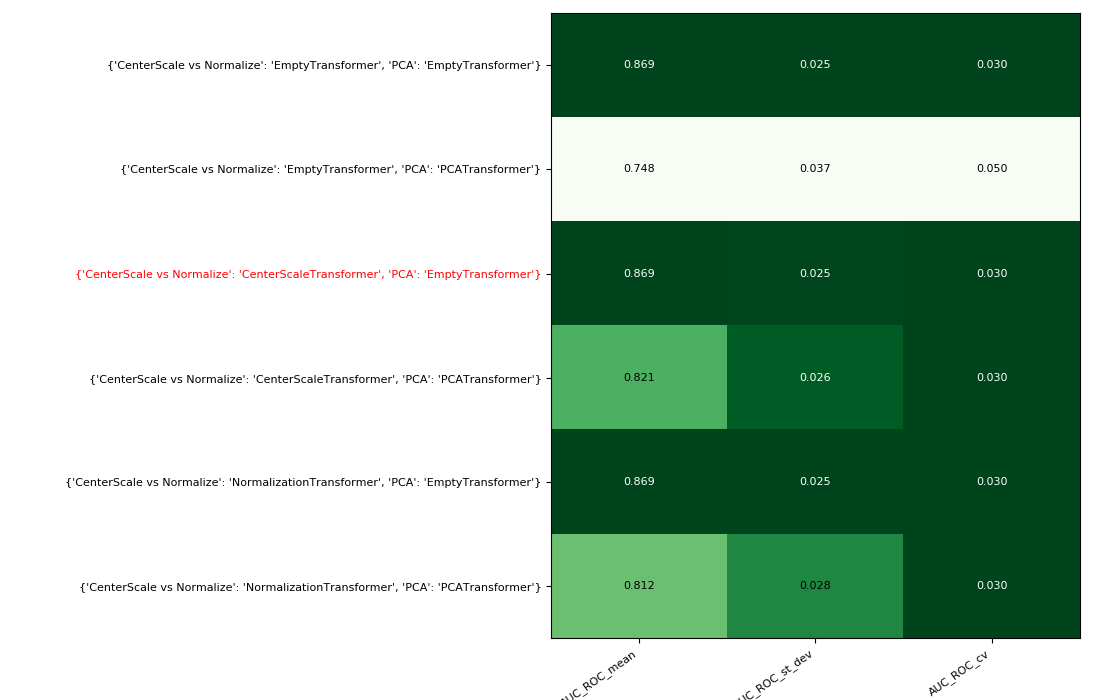 {'CenterScale vs Normalize': 'EmptyTransformer', 'PCA': 'EmptyTransformer'} 0.869 0.025 0.030
{'CenterScale vs Normalize': 'EmptyTransformer', 'PCA': 'PCATransformer'} 0.748 0.037 0.050
{'CenterScale vs Normalize': 'CenterScaleTransformer', 'PCA': 'EmptyTransformer'} 0.869 0.025 0.030
{'CenterScale vs Normalize': 'CenterScaleTransformer', 'PCA': 'PCATransformer'} 0.821 0.026 0.030
{'CenterScale vs Normalize': 'NormalizationTransformer', 'PCA': 'EmptyTransformer'} 0.869 0.025 0.030
{'CenterScale vs Normalize': 'NormalizationTransformer', 'PCA': 'PCATransformer'} 0.812 0.028 0.030
UC_ROC_mean
UC_ROC_st_dev
AUC_ROC_cv